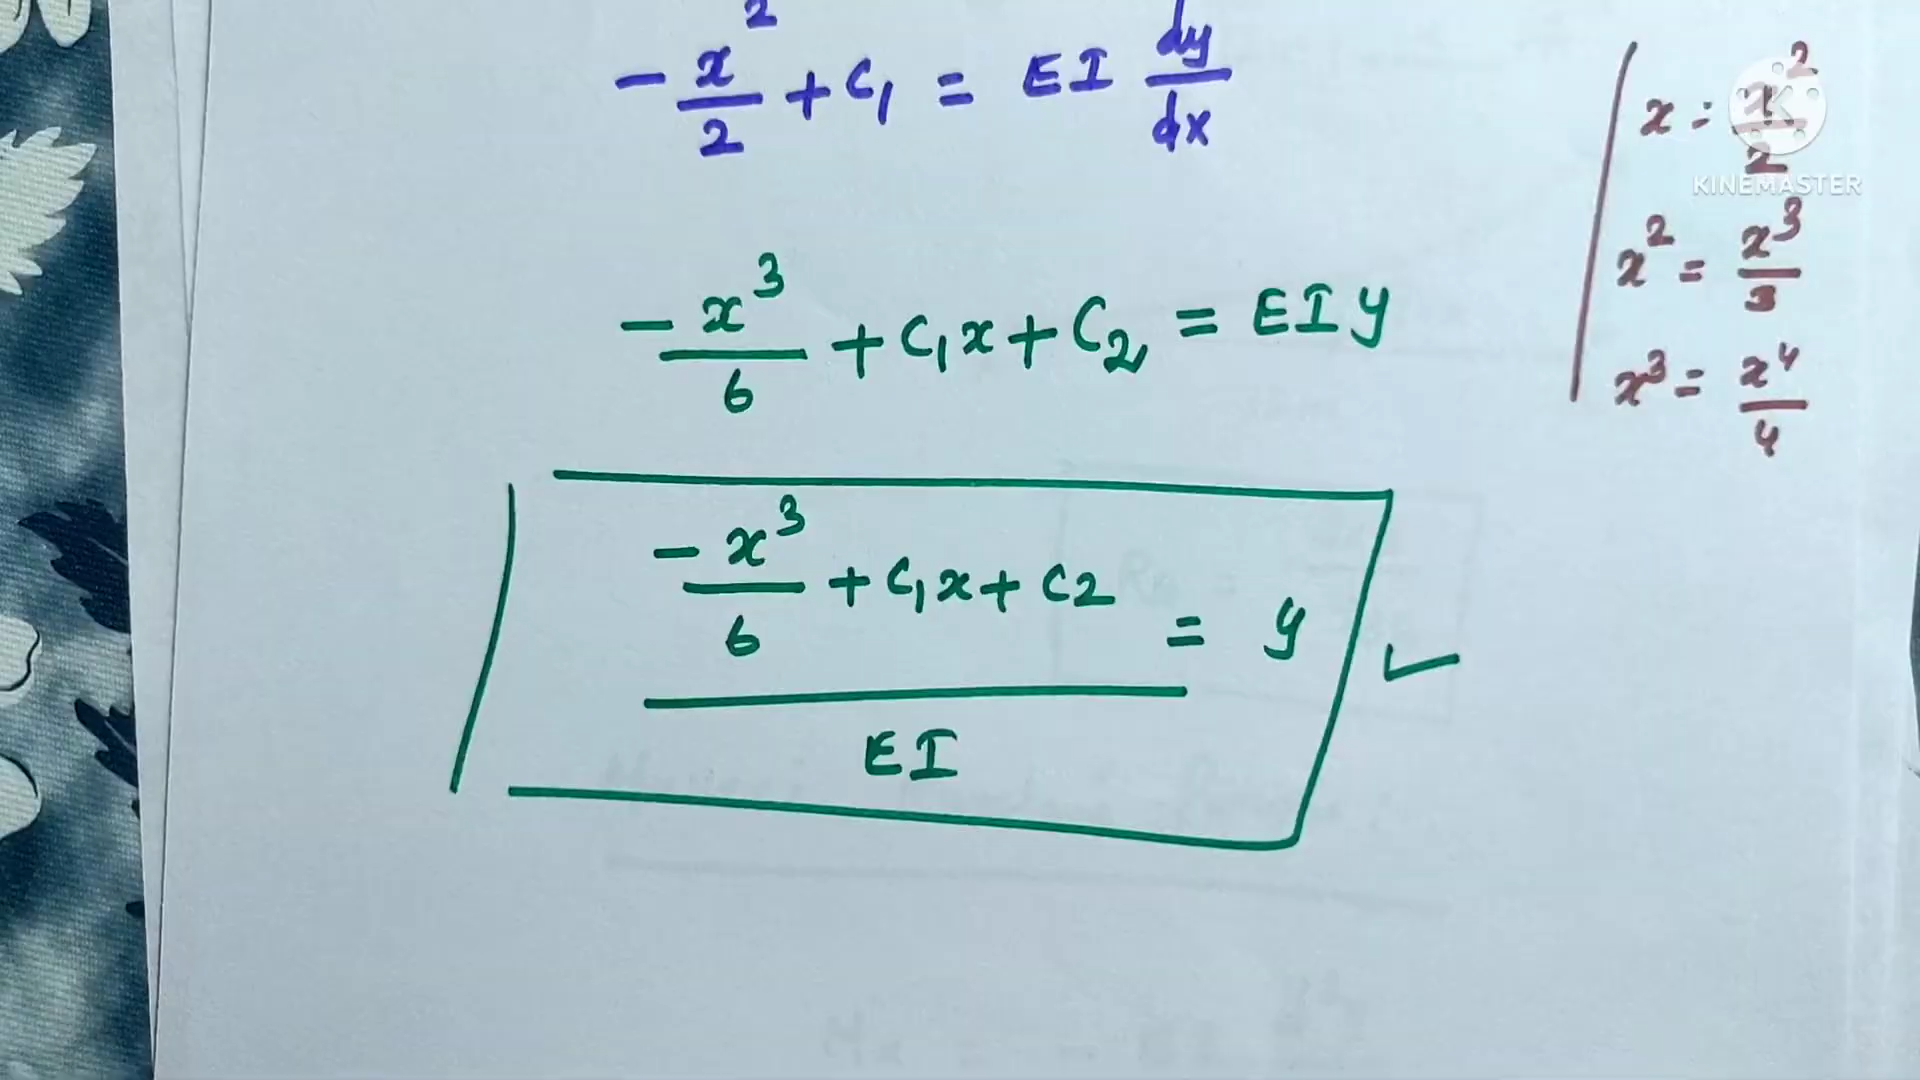 -x²/2 + C₁ = EI dy/dx
-x³/6 + C₁x + C₂ = EIy
(-x³/6 + C₁x + C2)/EI = y
x = x²/2
x² = x³/3
x³ = x⁴/4
KINEMASTER